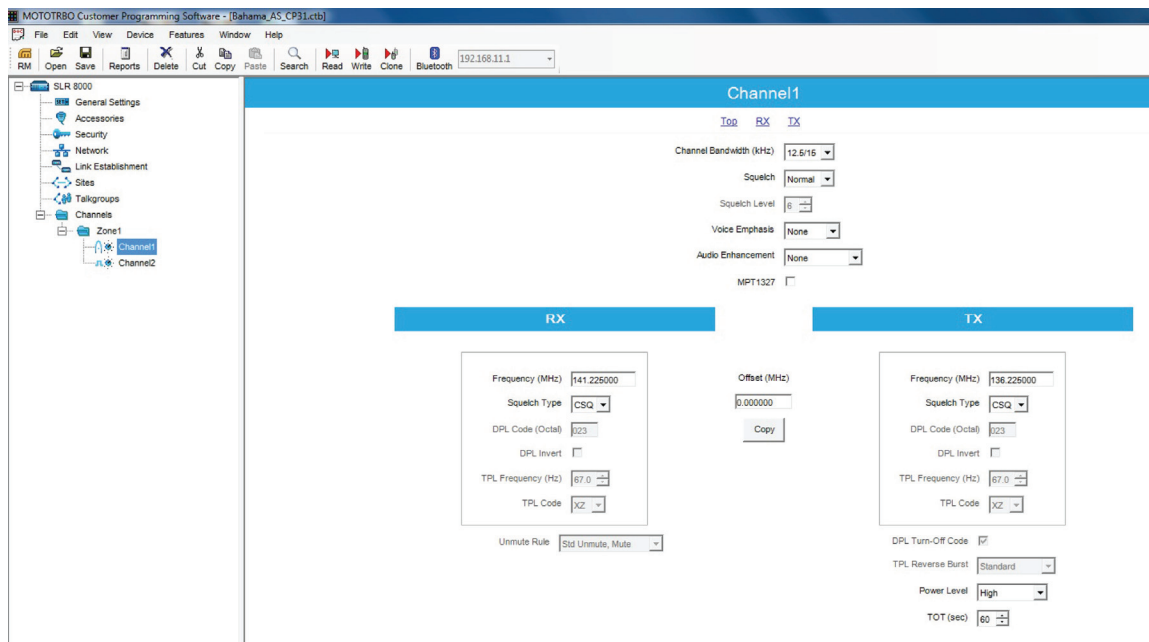 MOTOTRBO Customer Programming Software - [Bahama_AS_CP31.ctb]
File Edit View Device Features Window Help
RM Open Save Reports Delete Cut Copy Paste Search Read Write Clone Bluetooth 192.168.11.1
SLR 8000
General Settings
Accessories
Security
Network
Link Establishment
Sites
Talkgroups
Channels
Zone1
Channel1
Channel2
Channel1
Top RX TX
Channel Bandwidth (kHz) 12.5/15
Squelch Normal
Squelch Level 6
Voice Emphasis None
Audio Enhancement None
MPT1327
RX
Frequency (MHz) 141.225000
Squelch Type CSQ
DPL Code (Octal) 023
DPL Invert
TPL Frequency (Hz) 67.0
TPL Code XZ
Unmute Rule Std Unmute, Mute
Offset (MHz)
0.000000
Copy
TX
Frequency (MHz) 136.225000
Squelch Type CSQ
DPL Code (Octal) 023
DPL Invert
TPL Frequency (Hz) 67.0
TPL Code XZ
DPL Turn-Off Code
TPL Reverse Burst Standard
Power Level High
TOT (sec) 60